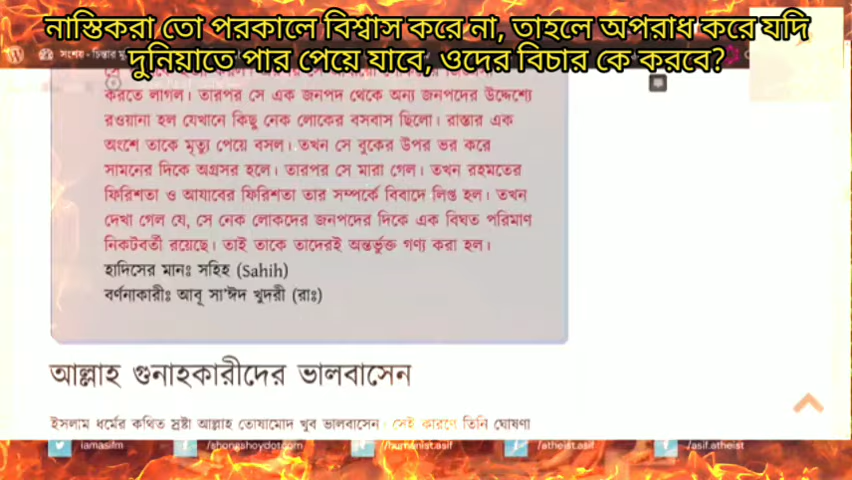 নাস্তিকরা তো পরকালে বিশ্বাস করে না, তাহলে অপরাধ করে যদি
দুনিয়াতে পার পেয়ে যাবে, ওদের বিচার কে করবে?
সংশয় - চিন্তার মু
করতে লাগল। তারপর সে এক জনপদ থেকে অন্য জনপদের উদ্দেশ্যে
রওয়ানা হল যেখানে কিছু নেক লোকের বসবাস ছিলো। রাস্তার এক
অংশে তাকে মৃত্যু পেয়ে বসল। তখন সে বুকের উপর ভর করে
সামনের দিকে অগ্রসর হলে। তারপর সে মারা গেল। তখন রহমতের
ফিরিশতা ও আযাবের ফিরিশতা তার সম্পর্কে বিবাদে লিপ্ত হল। তখন
দেখা গেল যে, সে নেক লোকদের জনপদের দিকে এক বিঘত পরিমাণ
নিকটবর্তী রয়েছে। তাই তাকে তাদেরই অন্তর্ভুক্ত গণ্য করা হল।
হাদিসের মানঃ সহিহ (Sahih)
বর্ণনাকারীঃ আবূ সা’ঈদ খুদরী (রাঃ)
আল্লাহ গুনাহকারীদের ভালবাসেন
ইসলাম ধর্মের কথিত স্রষ্টা আল্লাহ তোষামোদ খুব ভালবাসেন। সেই কারণে তিনি ঘোষণা
iamasifm /shongshoydotcom /humanist.asif /atheist.asif /asif.atheist